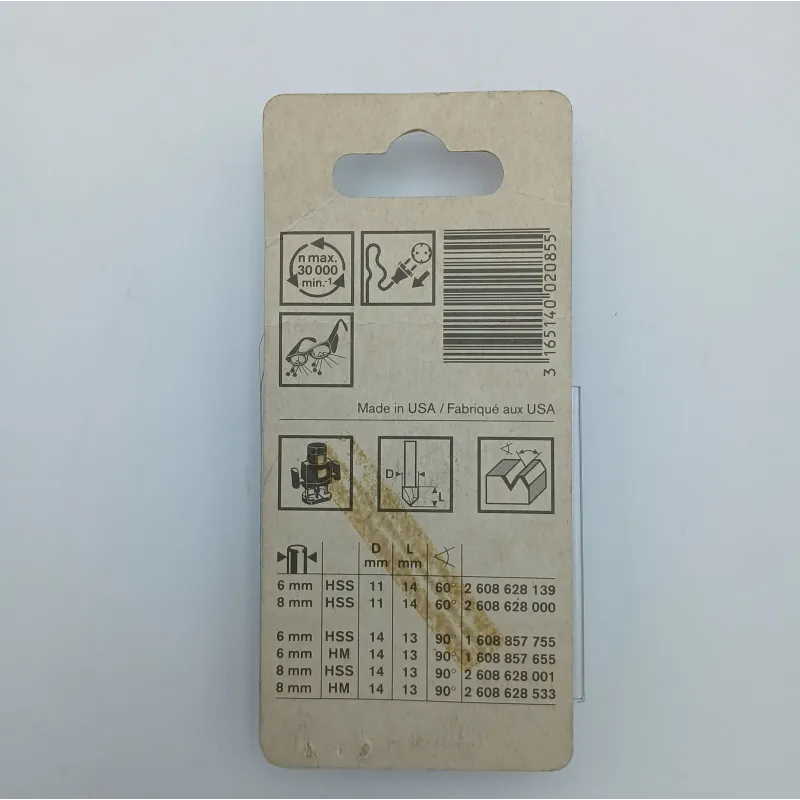 n max.
30 000
min.-1
3 165140 020855
Made in USA / Fabriqué aux USA
D
L
D L
mm mm
6 mm HSS 11 14 60° 2 608 628 139
8 mm HSS 11 14 60° 2 608 628 000
6 mm HSS 14 13 90° 1 608 857 755
6 mm HM 14 13 90° 1 608 857 655
8 mm HSS 14 13 90° 2 608 628 001
8 mm HM 14 13 90° 2 608 628 533